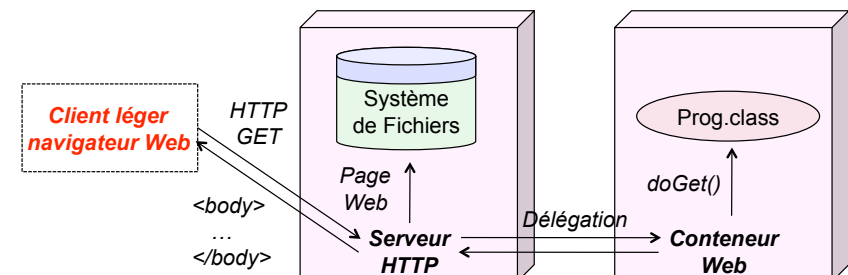 Client léger
navigateur Web
HTTP
GET
<body>
…
</body>
Système
de Fichiers
Page
Web
Serveur
HTTP
Délégation
Prog.class
doGet()
Conteneur
Web